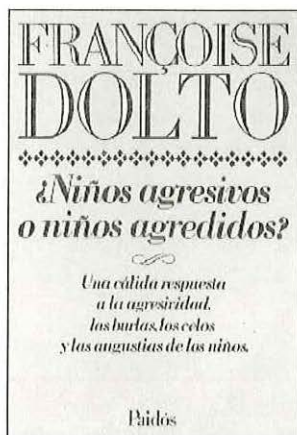 FRANÇOISE
DOLTO
¿Niños agresivos
o niños agredidos?
Una cálida respuesta
a la agresividad,
las burlas, los celos
y las angustias de los niños.
Paidós